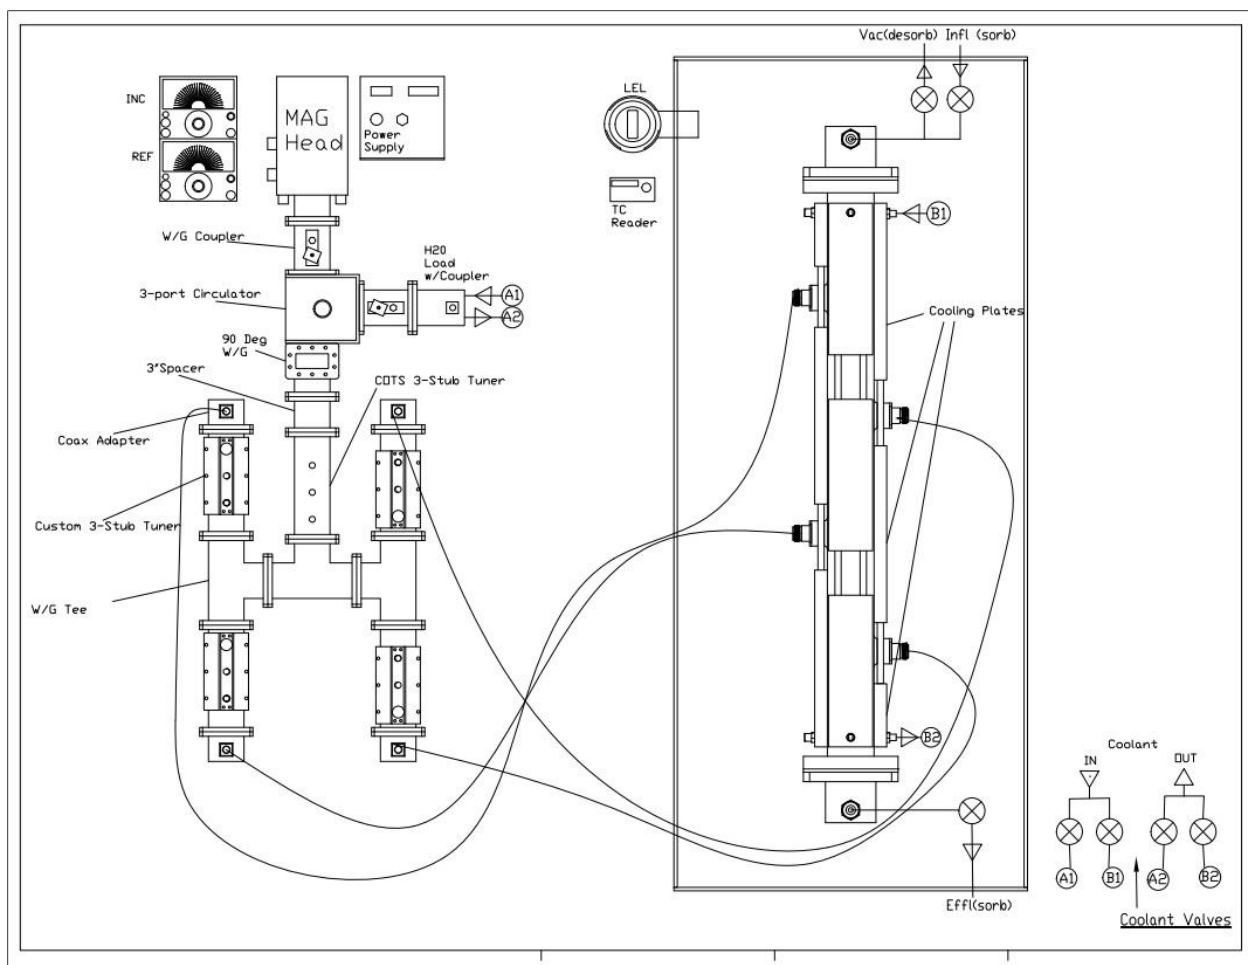 Vac(desorb) Infl (sorb)
INC
REF
MAG
Head
Power
Supply
LEL
TC
Reader
B1
W/G Coupler
H20
Load
w/Coupler
3-port Circulator
A1
A2
Cooling Plates
90 Deg
W/G
3"Spacer
COTS 3-Stub Tuner
Coax Adapter
Custom 3-Stub Tuner
W/G Tee
B2
Coolant
IN
OUT
A1
B1
A2
B2
Effl(sorb)
Coolant Valves